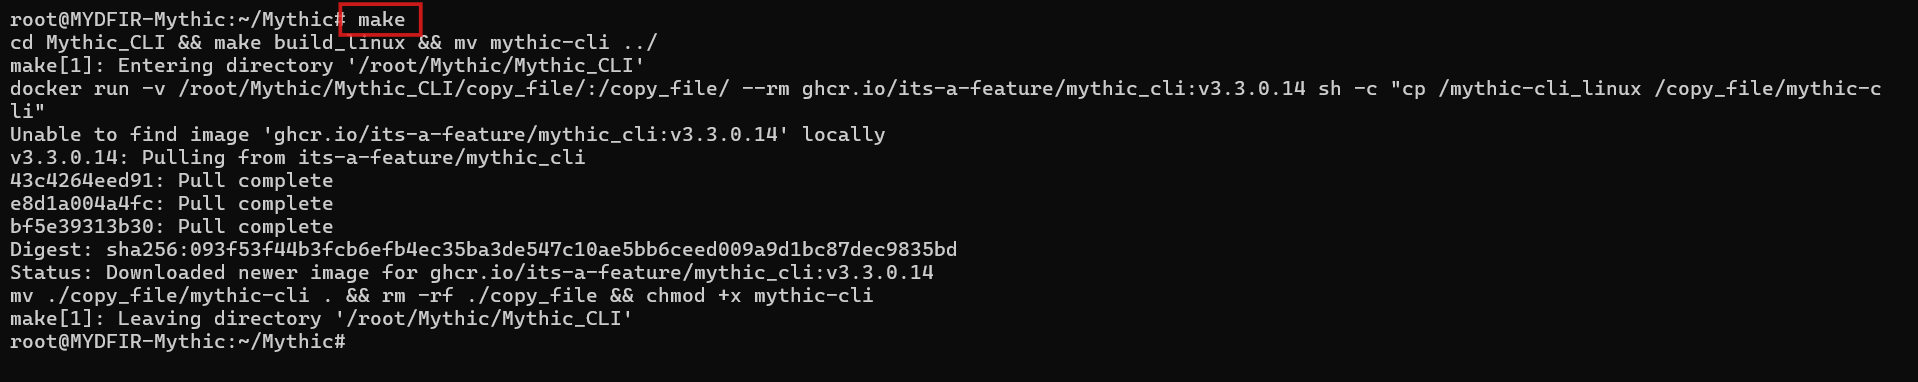 root@MYDFIR-Mythic:~/Mythic# make
cd Mythic_CLI && make build_linux && mv mythic-cli ../
make[1]: Entering directory '/root/Mythic/Mythic_CLI'
docker run -v /root/Mythic/Mythic_CLI/copy_file/:/copy_file/ --rm ghcr.io/its-a-feature/mythic_cli:v3.3.0.14 sh -c "cp /mythic-cli_linux /copy_file/mythic-c
li"
Unable to find image 'ghcr.io/its-a-feature/mythic_cli:v3.3.0.14' locally
v3.3.0.14: Pulling from its-a-feature/mythic_cli
43c4264eed91: Pull complete
e8d1a004a4fc: Pull complete
bf5e39313b30: Pull complete
Digest: sha256:093f53f44b3fcb6efb4ec35ba3de547c10ae5bb6ceed009a9d1bc87dec9835bd
Status: Downloaded newer image for ghcr.io/its-a-feature/mythic_cli:v3.3.0.14
mv ./copy_file/mythic-cli . && rm -rf ./copy_file && chmod +x mythic-cli
make[1]: Leaving directory '/root/Mythic/Mythic_CLI'
root@MYDFIR-Mythic:~/Mythic#